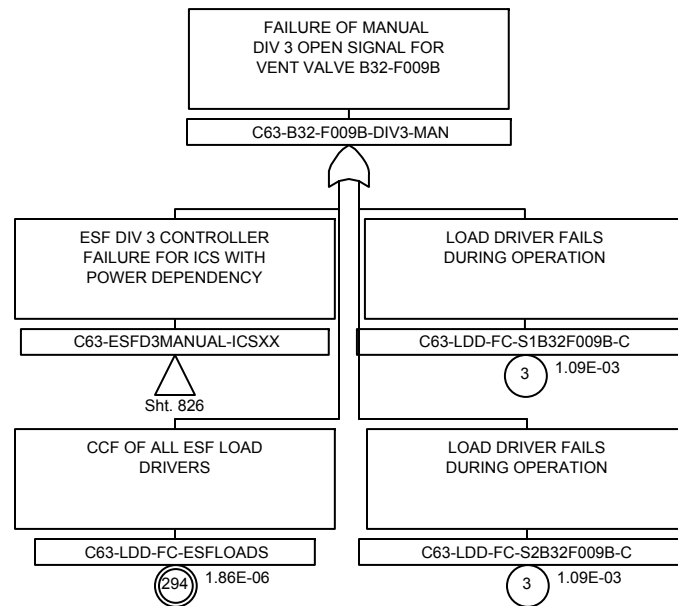 FAILURE OF MANUAL
DIV 3 OPEN SIGNAL FOR
VENT VALVE B32-F009B
C63-B32-F009B-DIV3-MAN
ESF DIV 3 CONTROLLER
FAILURE FOR ICS WITH
POWER DEPENDENCY
C63-ESFD3MANUAL-ICSXX
Sht. 826
LOAD DRIVER FAILS
DURING OPERATION
C63-LDD-FC-S1B32F009B-C
3
1.09E-03
CCF OF ALL ESF LOAD
DRIVERS
C63-LDD-FC-ESFLOADS
294
1.86E-06
LOAD DRIVER FAILS
DURING OPERATION
C63-LDD-FC-S2B32F009B-C
3
1.09E-03